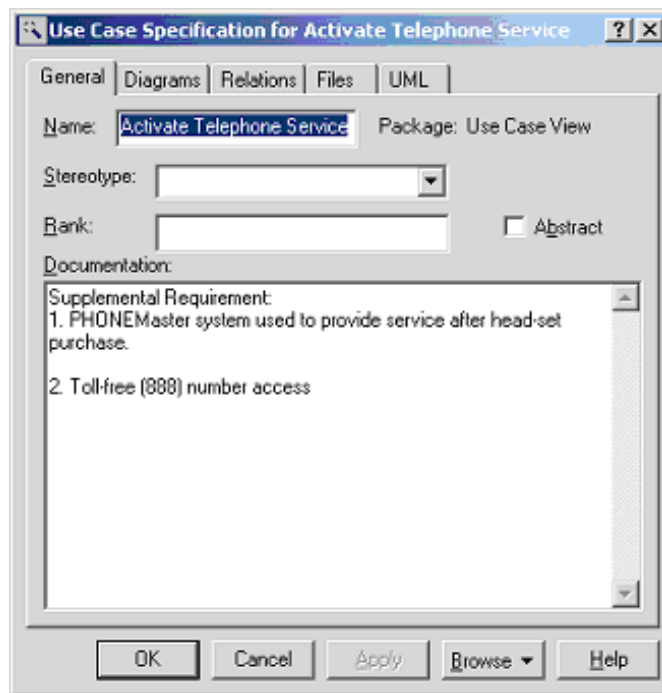 Use Case Specification for Activate Telephone Service
General Diagrams Relations Files UML
Name: Activate Telephone Service Package: Use Case View
Stereotype:
Rank: Abstract
Documentation:
Supplemental Requirement:
1. PHONEMaster system used to provide service after head-set
purchase.
2. Toll-free (888) number access
OK Cancel Apply Browse Help